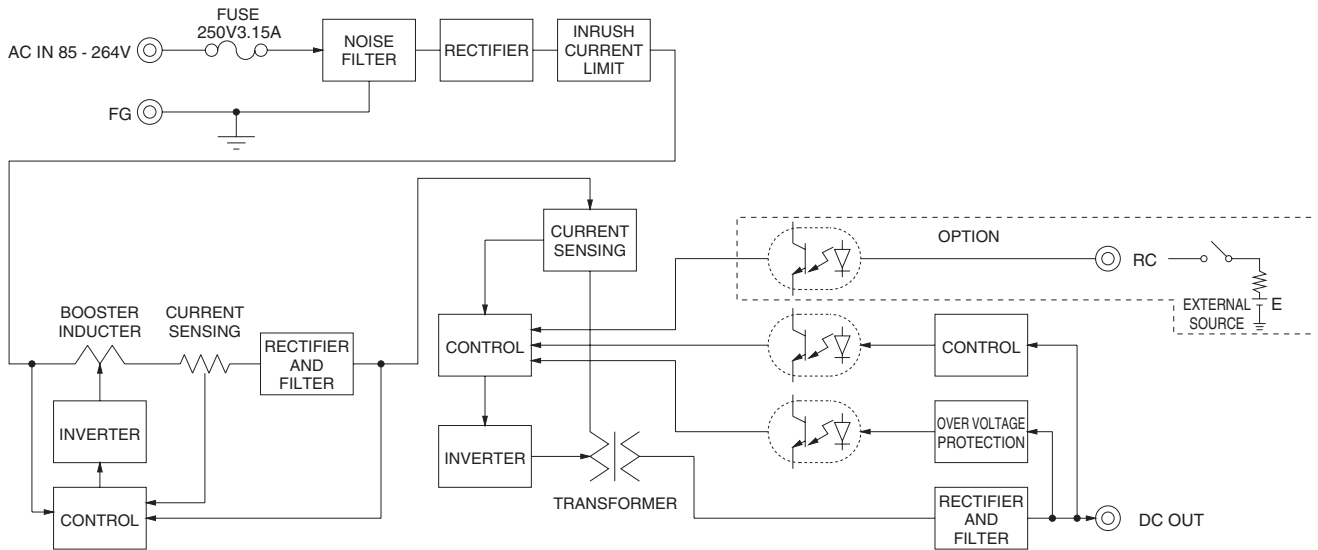 FUSE
250V3.15A
AC IN 85 - 264V
NOISE
FILTER
RECTIFIER
INRUSH
CURRENT
LIMIT
FG
CURRENT
SENSING
OPTION
RC
E
EXTERNAL
SOURCE
BOOSTER
INDUCTER
CURRENT
SENSING
RECTIFIER
AND
FILTER
CONTROL
CONTROL
INVERTER
OVER VOLTAGE
PROTECTION
INVERTER
TRANSFORMER
CONTROL
RECTIFIER
AND
FILTER
DC OUT